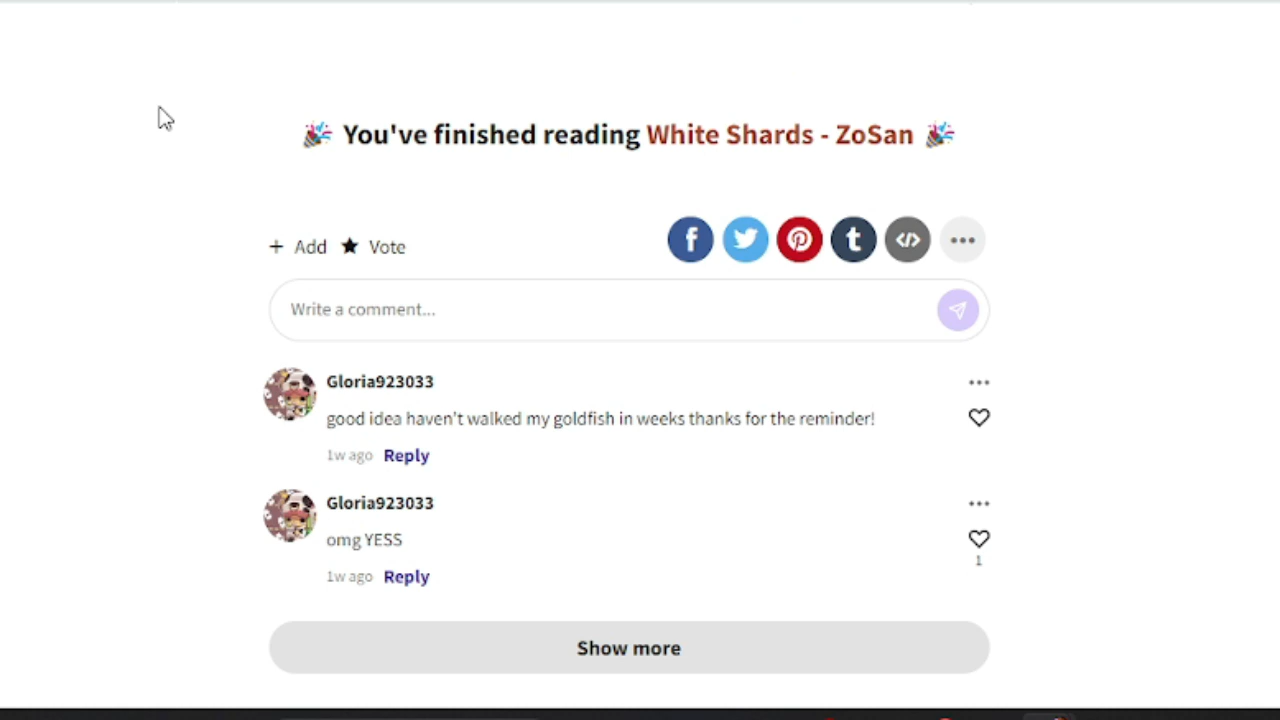 You've finished reading White Shards - ZoSan
+ Add ★ Vote
Write a comment...
Gloria923033
good idea haven't walked my goldfish in weeks thanks for the reminder!
1w ago Reply
Gloria923033
omg YESS
1
1w ago Reply
Show more